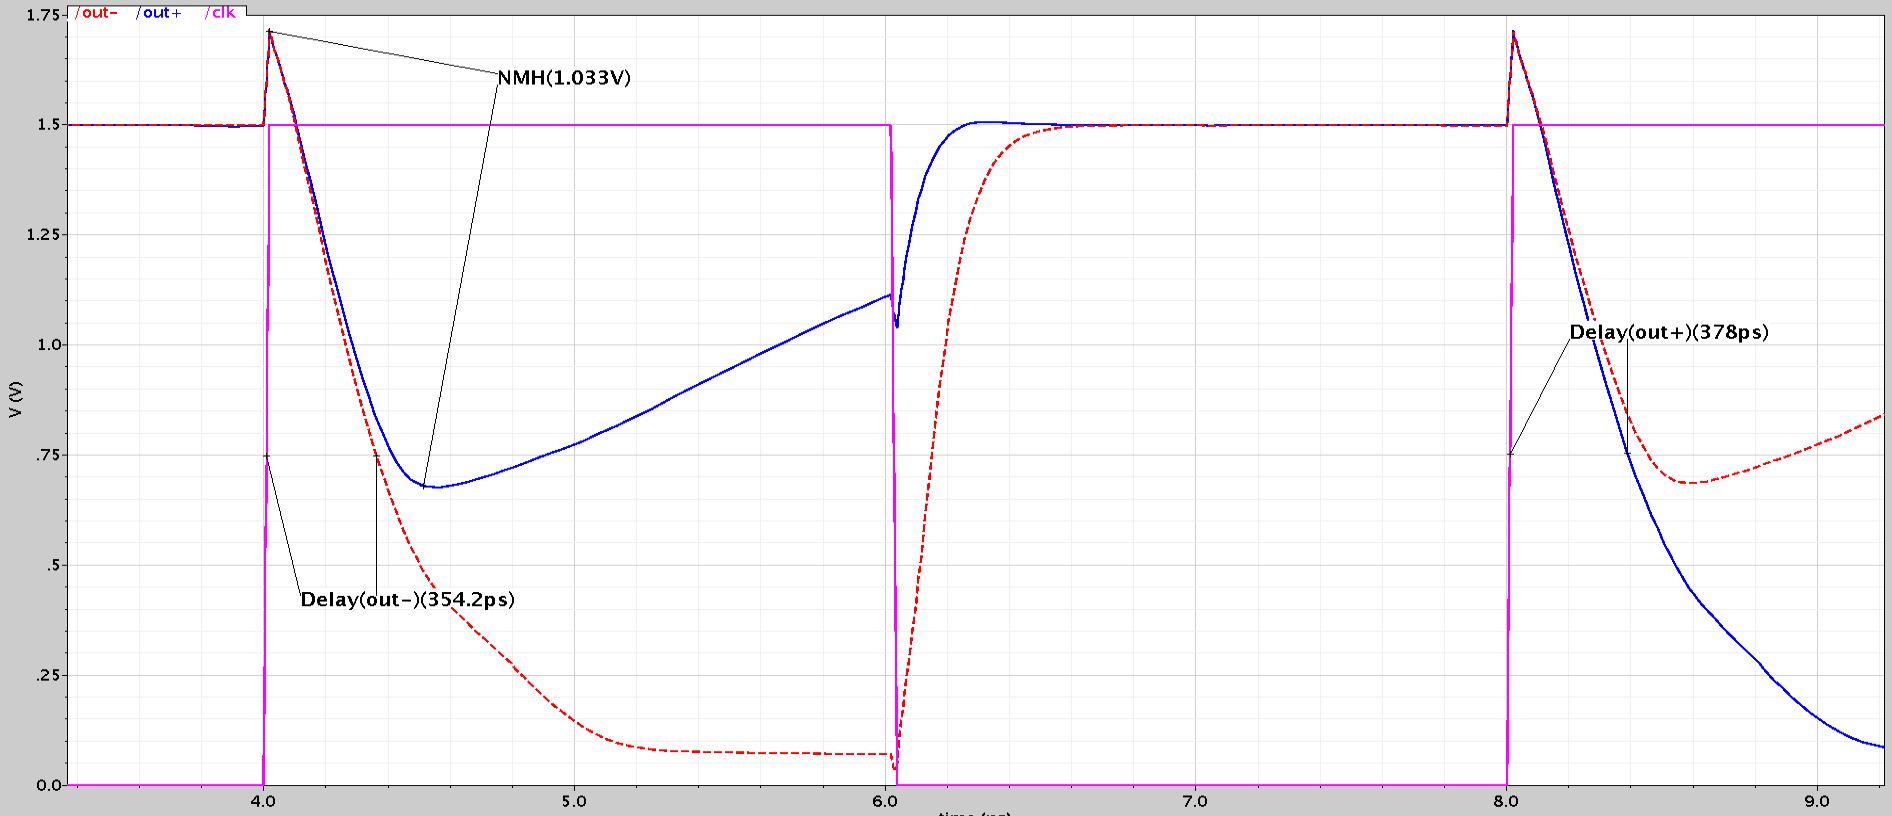 /out- /out+ /clk
1.75
NMH(1.033V)
1.5
1.25
1.0
Delay(out+)(378ps)
V (V)
.75
.5
Delay(out-)(354.2ps)
.25
0.0
4.0 5.0 6.0 7.0 8.0 9.0